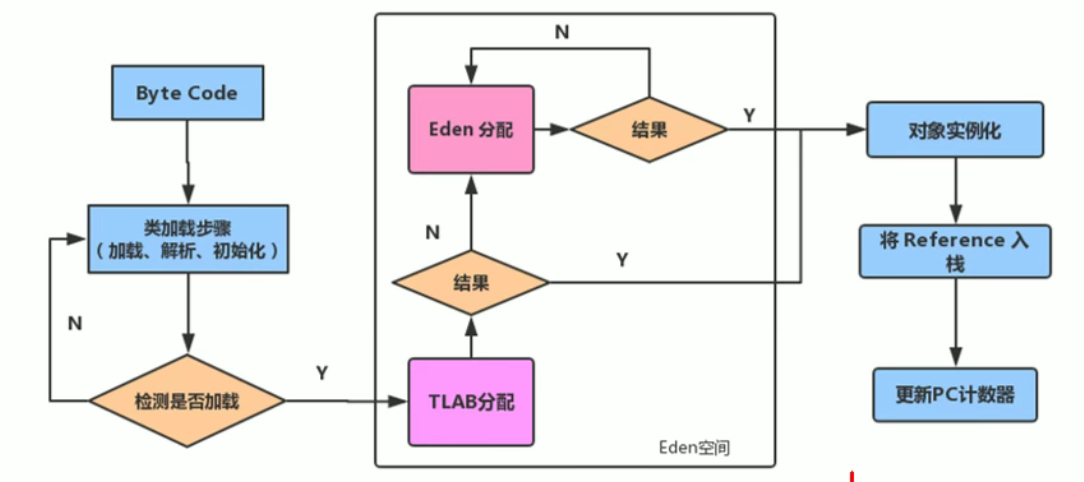 Byte Code
类加载步骤
（加载、解析、初始化）
N
检测是否加载
Y
TLAB分配
结果
N
Y
Eden 分配
结果
N
Y
Eden空间
对象实例化
将 Reference 入
栈
更新PC计数器